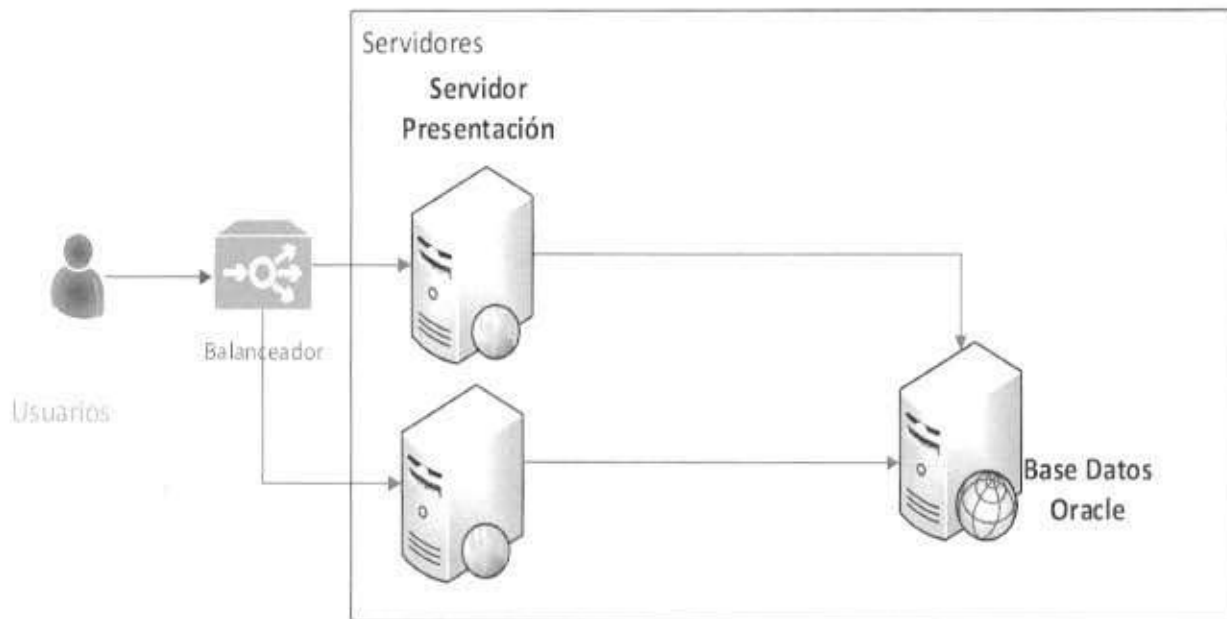 Servidores
Servidor
Presentación
Balanceador
Usuarios
Base Datos
Oracle